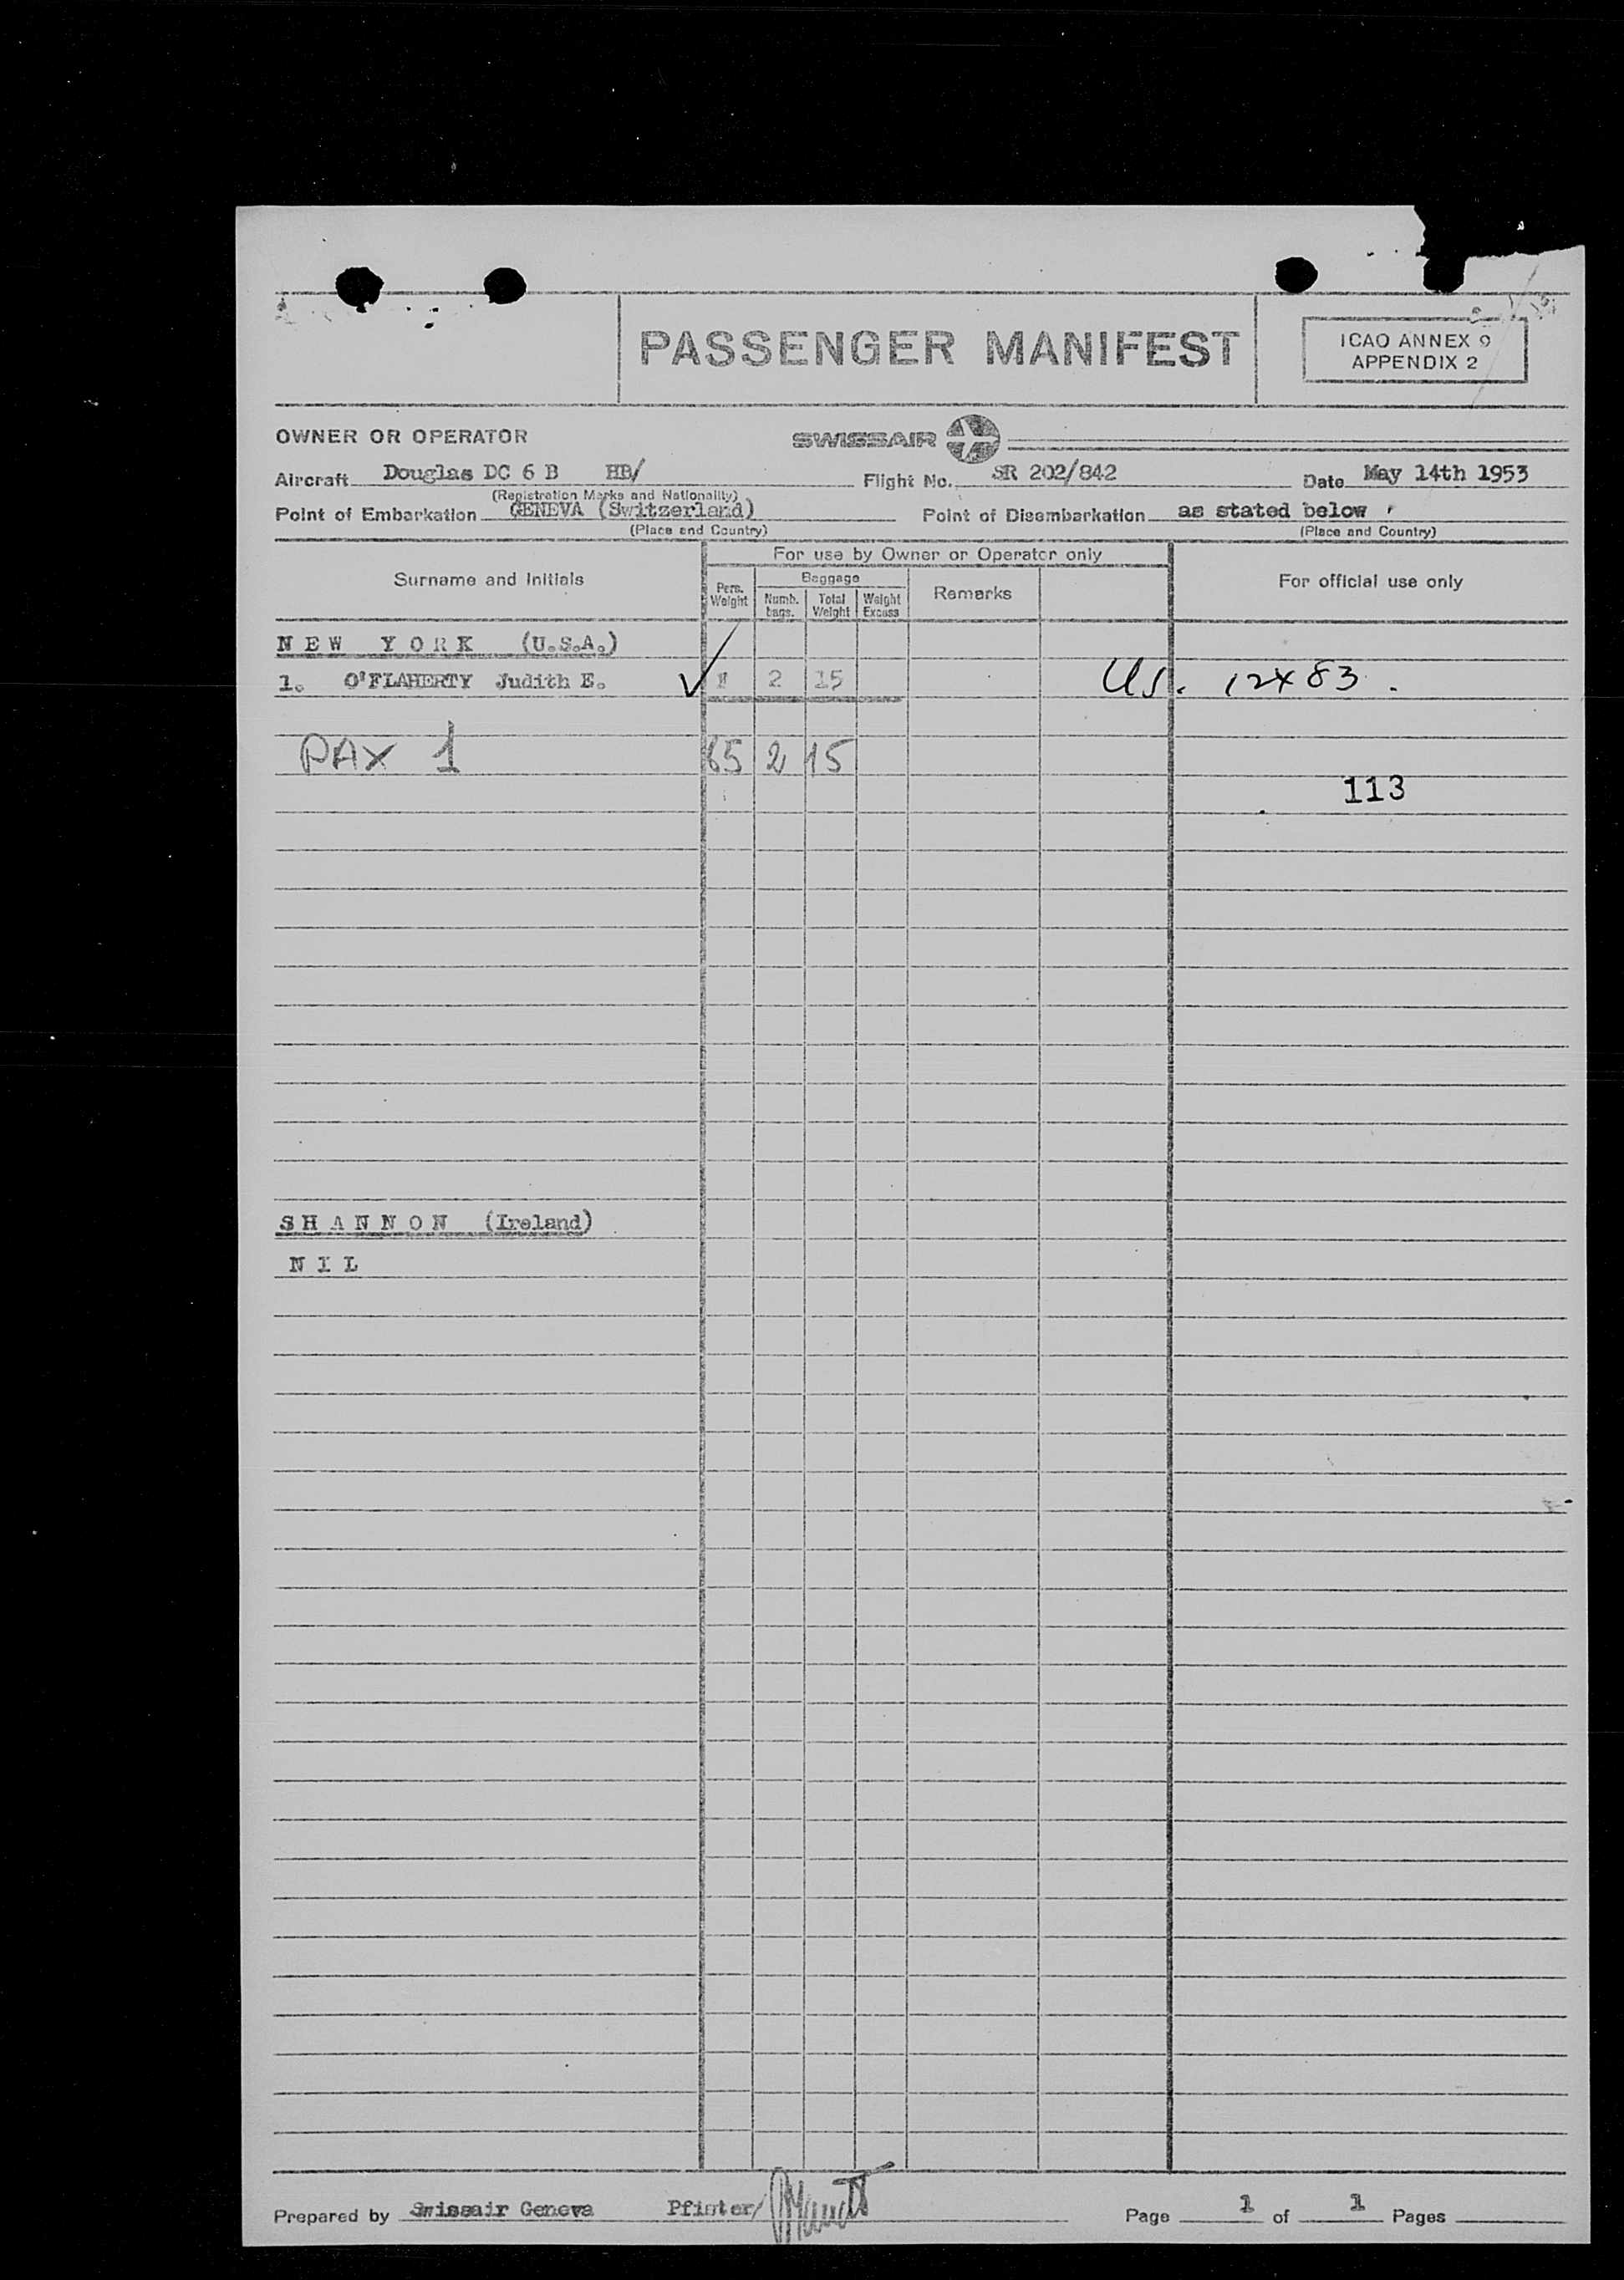 PASSENGER MANIFEST
ICAO ANNEX 9
APPENDIX 2
OWNER OR OPERATOR SWISSAIR
Aircraft Douglas DC 6 B HB/ Flight No. SR 202/842 Date May 14th 1953
(Registration Marks and Nationality)
Point of Embarkation GENEVA (Switzerland) Point of Disembarkation as stated below
(Place and Country) (Place and Country)
For use by Owner or Operator only
Surname and Initials Pers. Weight Baggage Numb. bags. Total Weight Weight Excess Remarks For official use only
NEW YORK (U.S.A.)
1. O'FLAHERTY Judith E. 2 15 US. 12483.
PAX 1 65 2 15
113
SHANNON (Ireland)
NIL
Prepared by Swissair Geneva Pfister/ Page 1 of 1 Pages